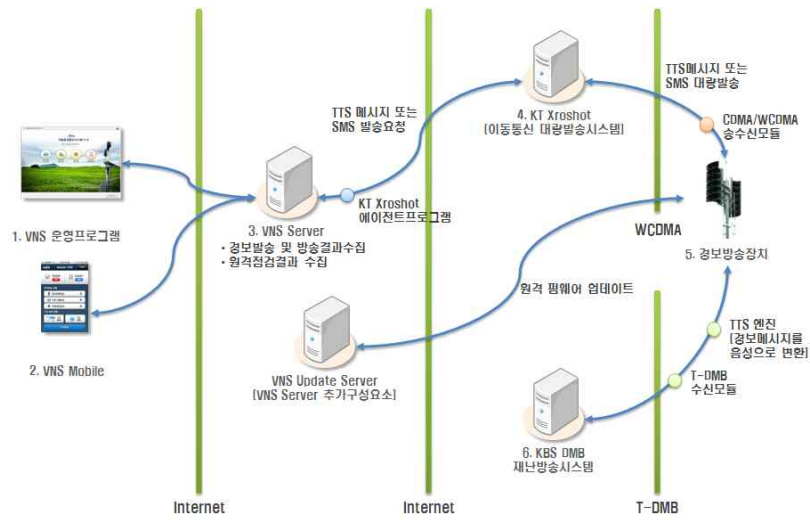 TTS 메시지 또는
SMS 발송요청
TTS메시지 또는
SMS 대량발송
4. KT Xroshot
(이동통신 대량발송시스템)
CDMA/WCDMA
송수신모듈
1. VNS 운영프로그램
3. VNS Server
• 경보발송 및 방송결과수집
• 원격점검결과 수집
KT Xroshot
에이전트프로그램
WCDMA
5. 경보방송장치
2. VNS Mobile
VNS Update Server
(VNS Server 추가구성요소)
원격 펌웨어 업데이트
TTS 엔진
(경보메시지를
음성으로 변환)
T-DMB
수신모듈
6. KBS DMB
재난방송시스템
Internet
Internet
T-DMB